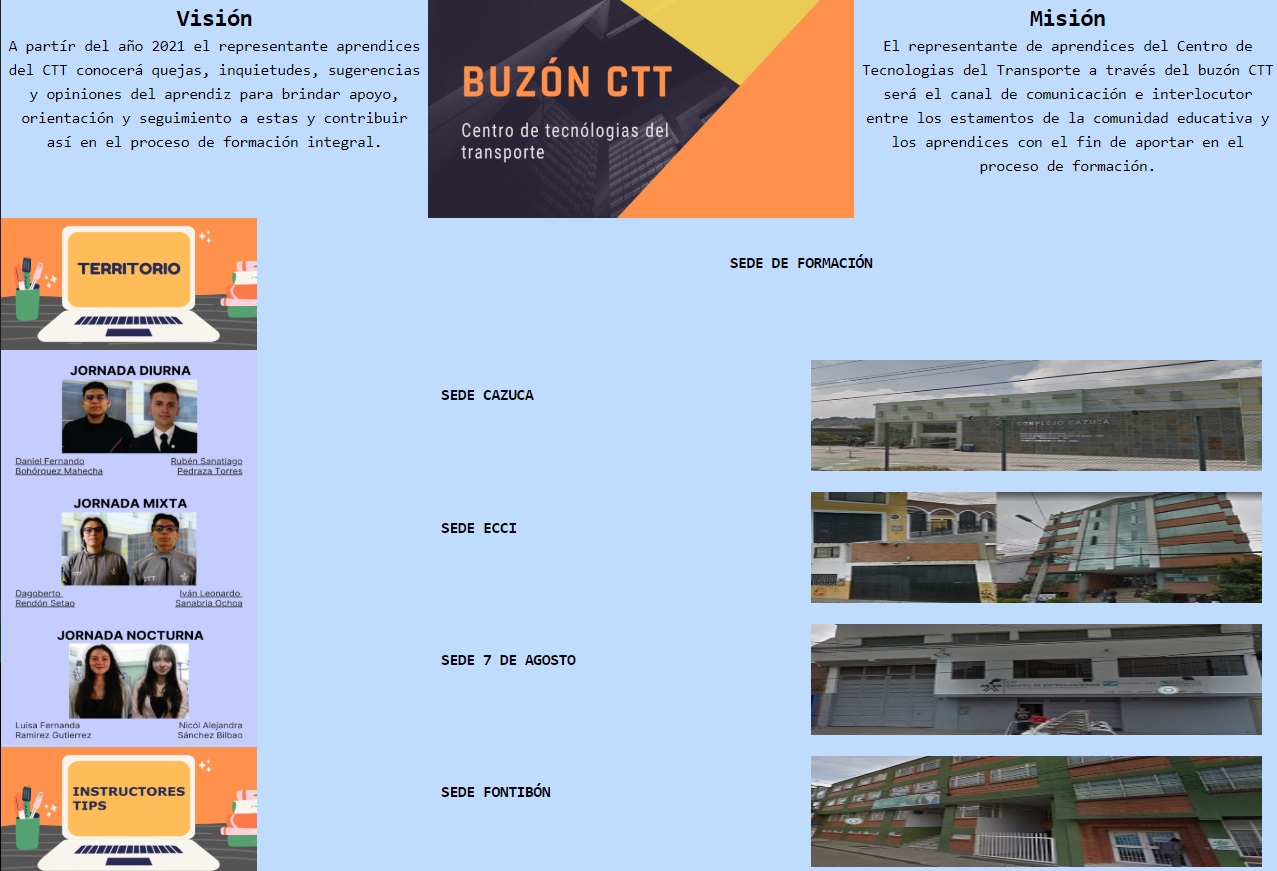 Visión
A partír del año 2021 el representante aprendices
del CTT conocerá quejas, inquietudes, sugerencias
y opiniones del aprendiz para brindar apoyo,
orientación y seguimiento a estas y contribuir
así en el proceso de formación integral.
BUZÓN CTT
Centro de tecnólogias del
transporte
Misión
El representante de aprendices del Centro de
Tecnologias del Transporte a través del buzón CTT
será el canal de comunicación e interlocutor
entre los estamentos de la comunidad educativa y
los aprendices con el fin de aportar en el
proceso de formación.
TERRITORIO
JORNADA DIURNA
Daniel Fernando
Bohórquez Mahecha
Rubén Sanatiago
Pedraza Torres
JORNADA MIXTA
Dagoberto
Rendón Setao
Iván Leonardo
Sanabria Ochoa
JORNADA NOCTURNA
Luisa Fernanda
Ramirez Gutierrez
Nicól Alejandra
Sánchez Bilbao
INSTRUCTORES
TIPS
SEDE DE FORMACIÓN
SEDE CAZUCA
COMPLEJO CAZUCA
SEDE ECCI
SEDE 7 DE AGOSTO
SEDE FONTIBÓN